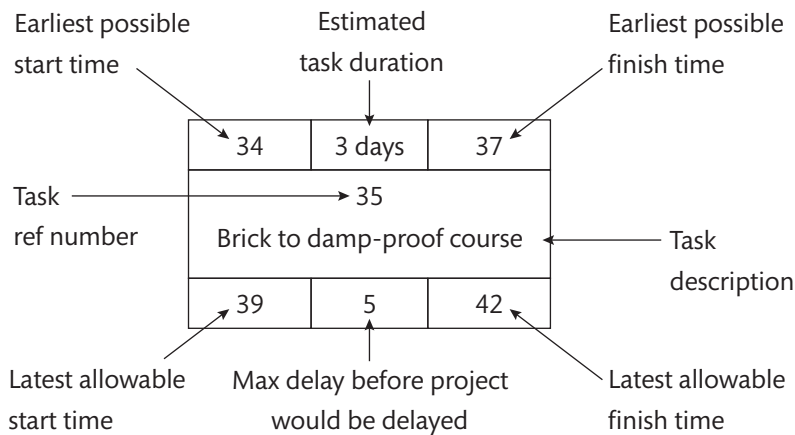 Earliest possible
start time
Estimated
task duration
Earliest possible
finish time
34
3 days
37
Task
ref number
35
Brick to damp-proof course
Task
description
39
5
42
Latest allowable
start time
Max delay before project
would be delayed
Latest allowable
finish time